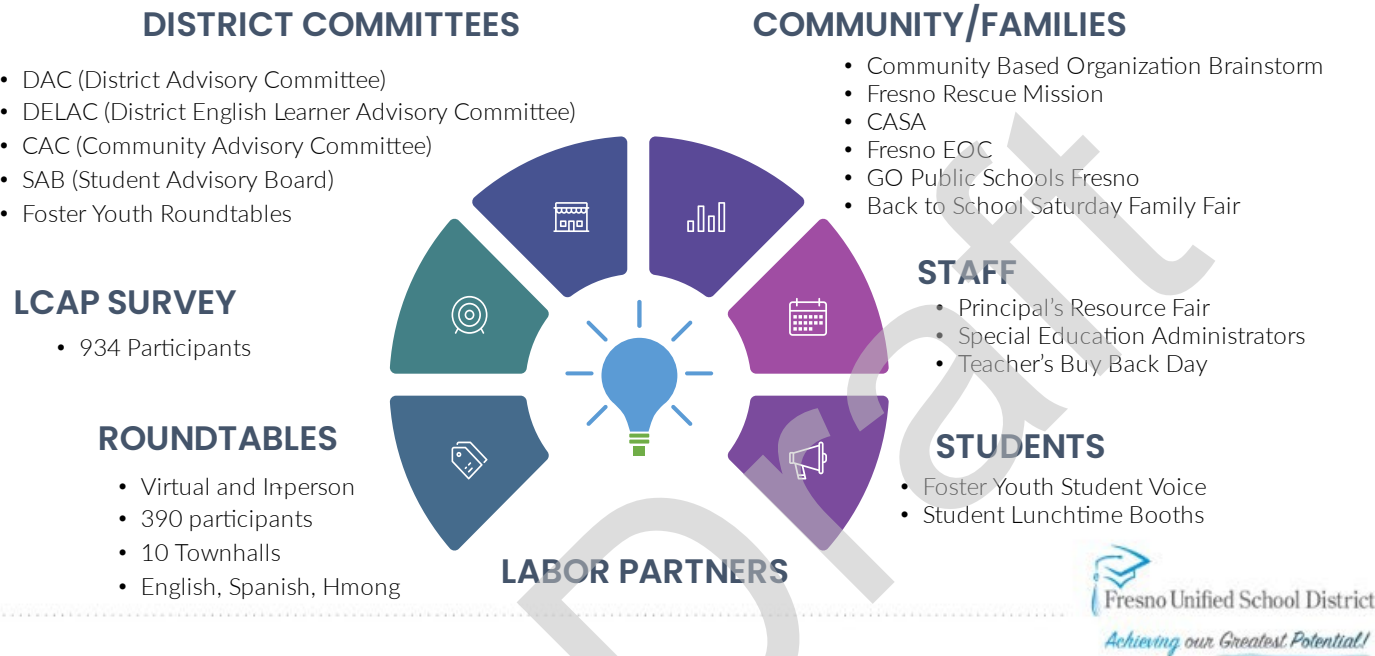 DISTRICT COMMITTEES
• DAC (District Advisory Committee)
• DELAC (District English Learner Advisory Committee)
• CAC (Community Advisory Committee)
• SAB (Student Advisory Board)
• Foster Youth Roundtables
COMMUNITY/FAMILIES
• Community Based Organization Brainstorm
• Fresno Rescue Mission
• CASA
• Fresno EOC
• GO Public Schools Fresno
• Back to School Saturday Family Fair
LCAP SURVEY
• 934 Participants
STAFF
• Principal's Resource Fair
• Special Education Administrators
• Teacher's Buy Back Day
ROUNDTABLES
• Virtual and In-person
• 390 participants
• 10 Townhalls
• English, Spanish, Hmong
STUDENTS
• Foster Youth Student Voice
• Student Lunchtime Booths
LABOR PARTNERS
Draft
Fresno Unified School District
Achieving our Greatest Potential!